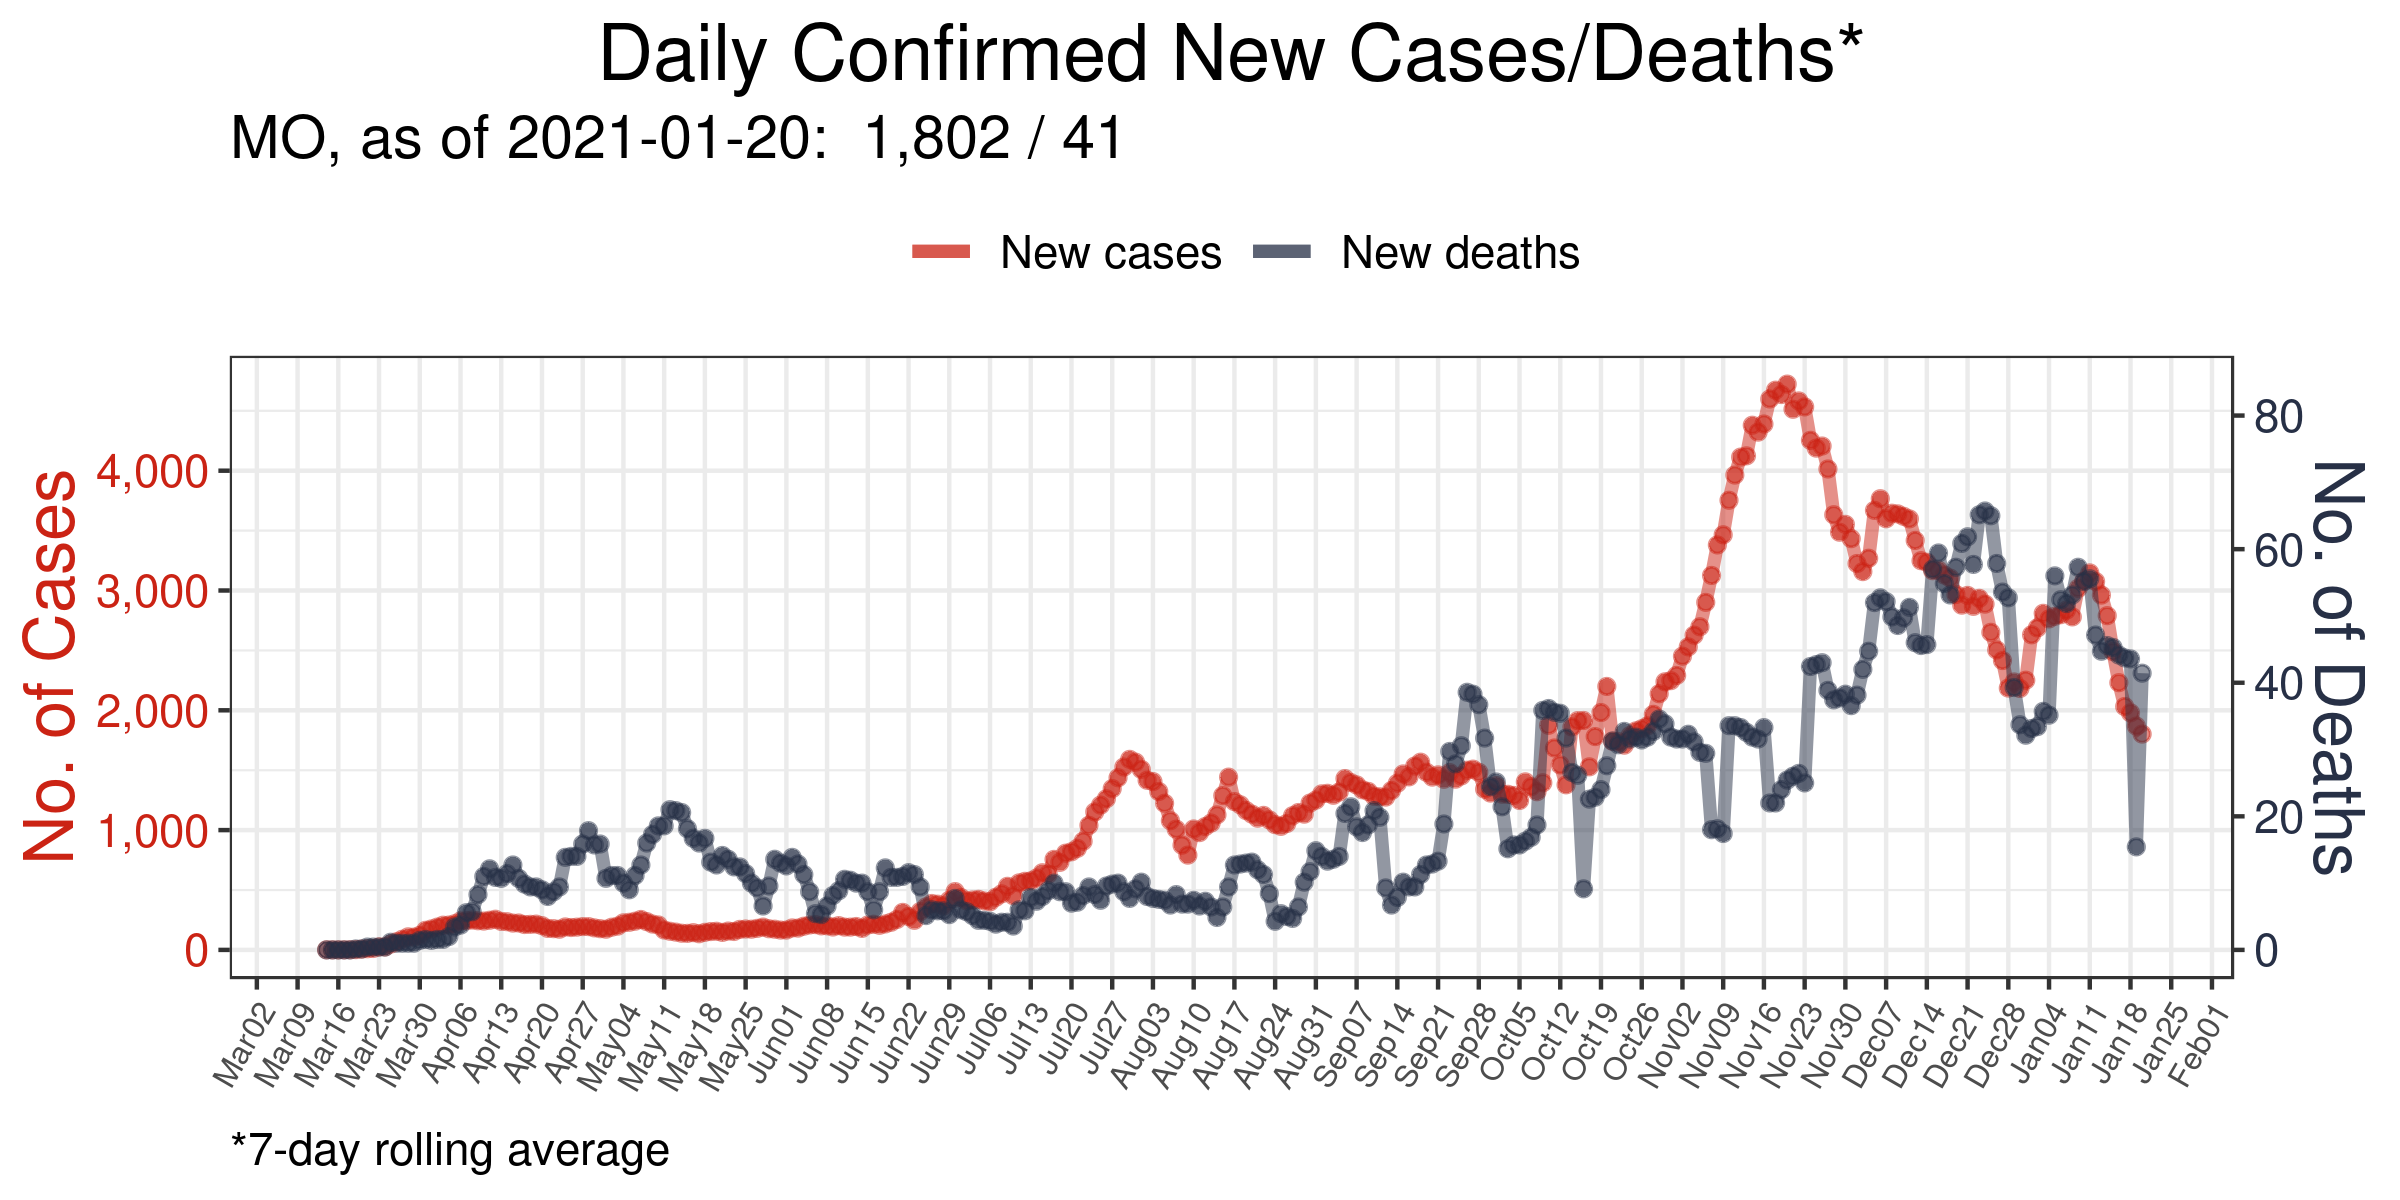 Daily Confirmed New Cases/Deaths*
MO, as of 2021-01-20:  1,802 / 41
New cases New deaths
No. of Cases
4,000
3,000
2,000
1,000
0
80
60
40
20
0
No. of Deaths
Mar02 Mar09 Mar16 Mar23 Mar30 Apr06 Apr13 Apr20 Apr27 May04 May11 May18 May25 Jun01 Jun08 Jun15 Jun22 Jun29 Jul06 Jul13 Jul20 Jul27 Aug03 Aug10 Aug17 Aug24 Aug31 Sep07 Sep14 Sep21 Sep28 Oct05 Oct12 Oct19 Oct26 Nov02 Nov09 Nov16 Nov23 Nov30 Dec07 Dec14 Dec21 Dec28 Jan04 Jan11 Jan18 Jan25 Feb01
*7-day rolling average